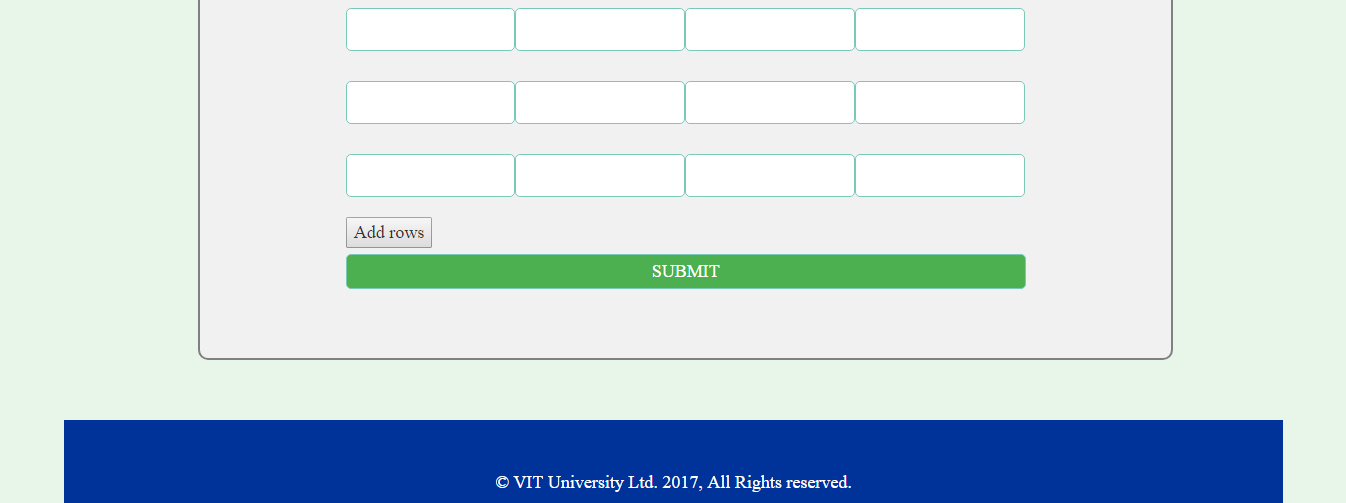 Add rows
SUBMIT
© VIT University Ltd. 2017, All Rights reserved.